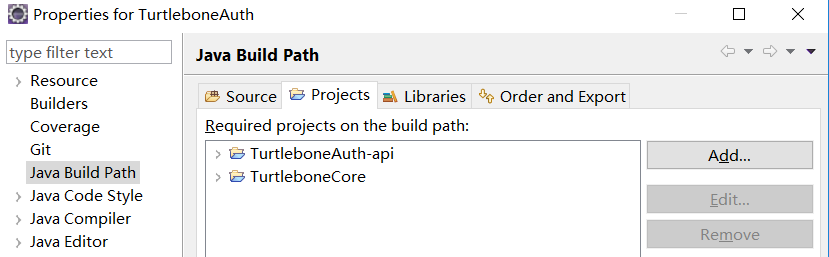 Properties for TurtleboneAuth
type filter text
Resource
Builders
Coverage
Git
Java Build Path
Java Code Style
Java Compiler
Java Editor
Java Build Path
Source
Projects
Libraries
Order and Export
Required projects on the build path:
TurtleboneAuth-api
TurtleboneCore
Add...
Edit...
Remove